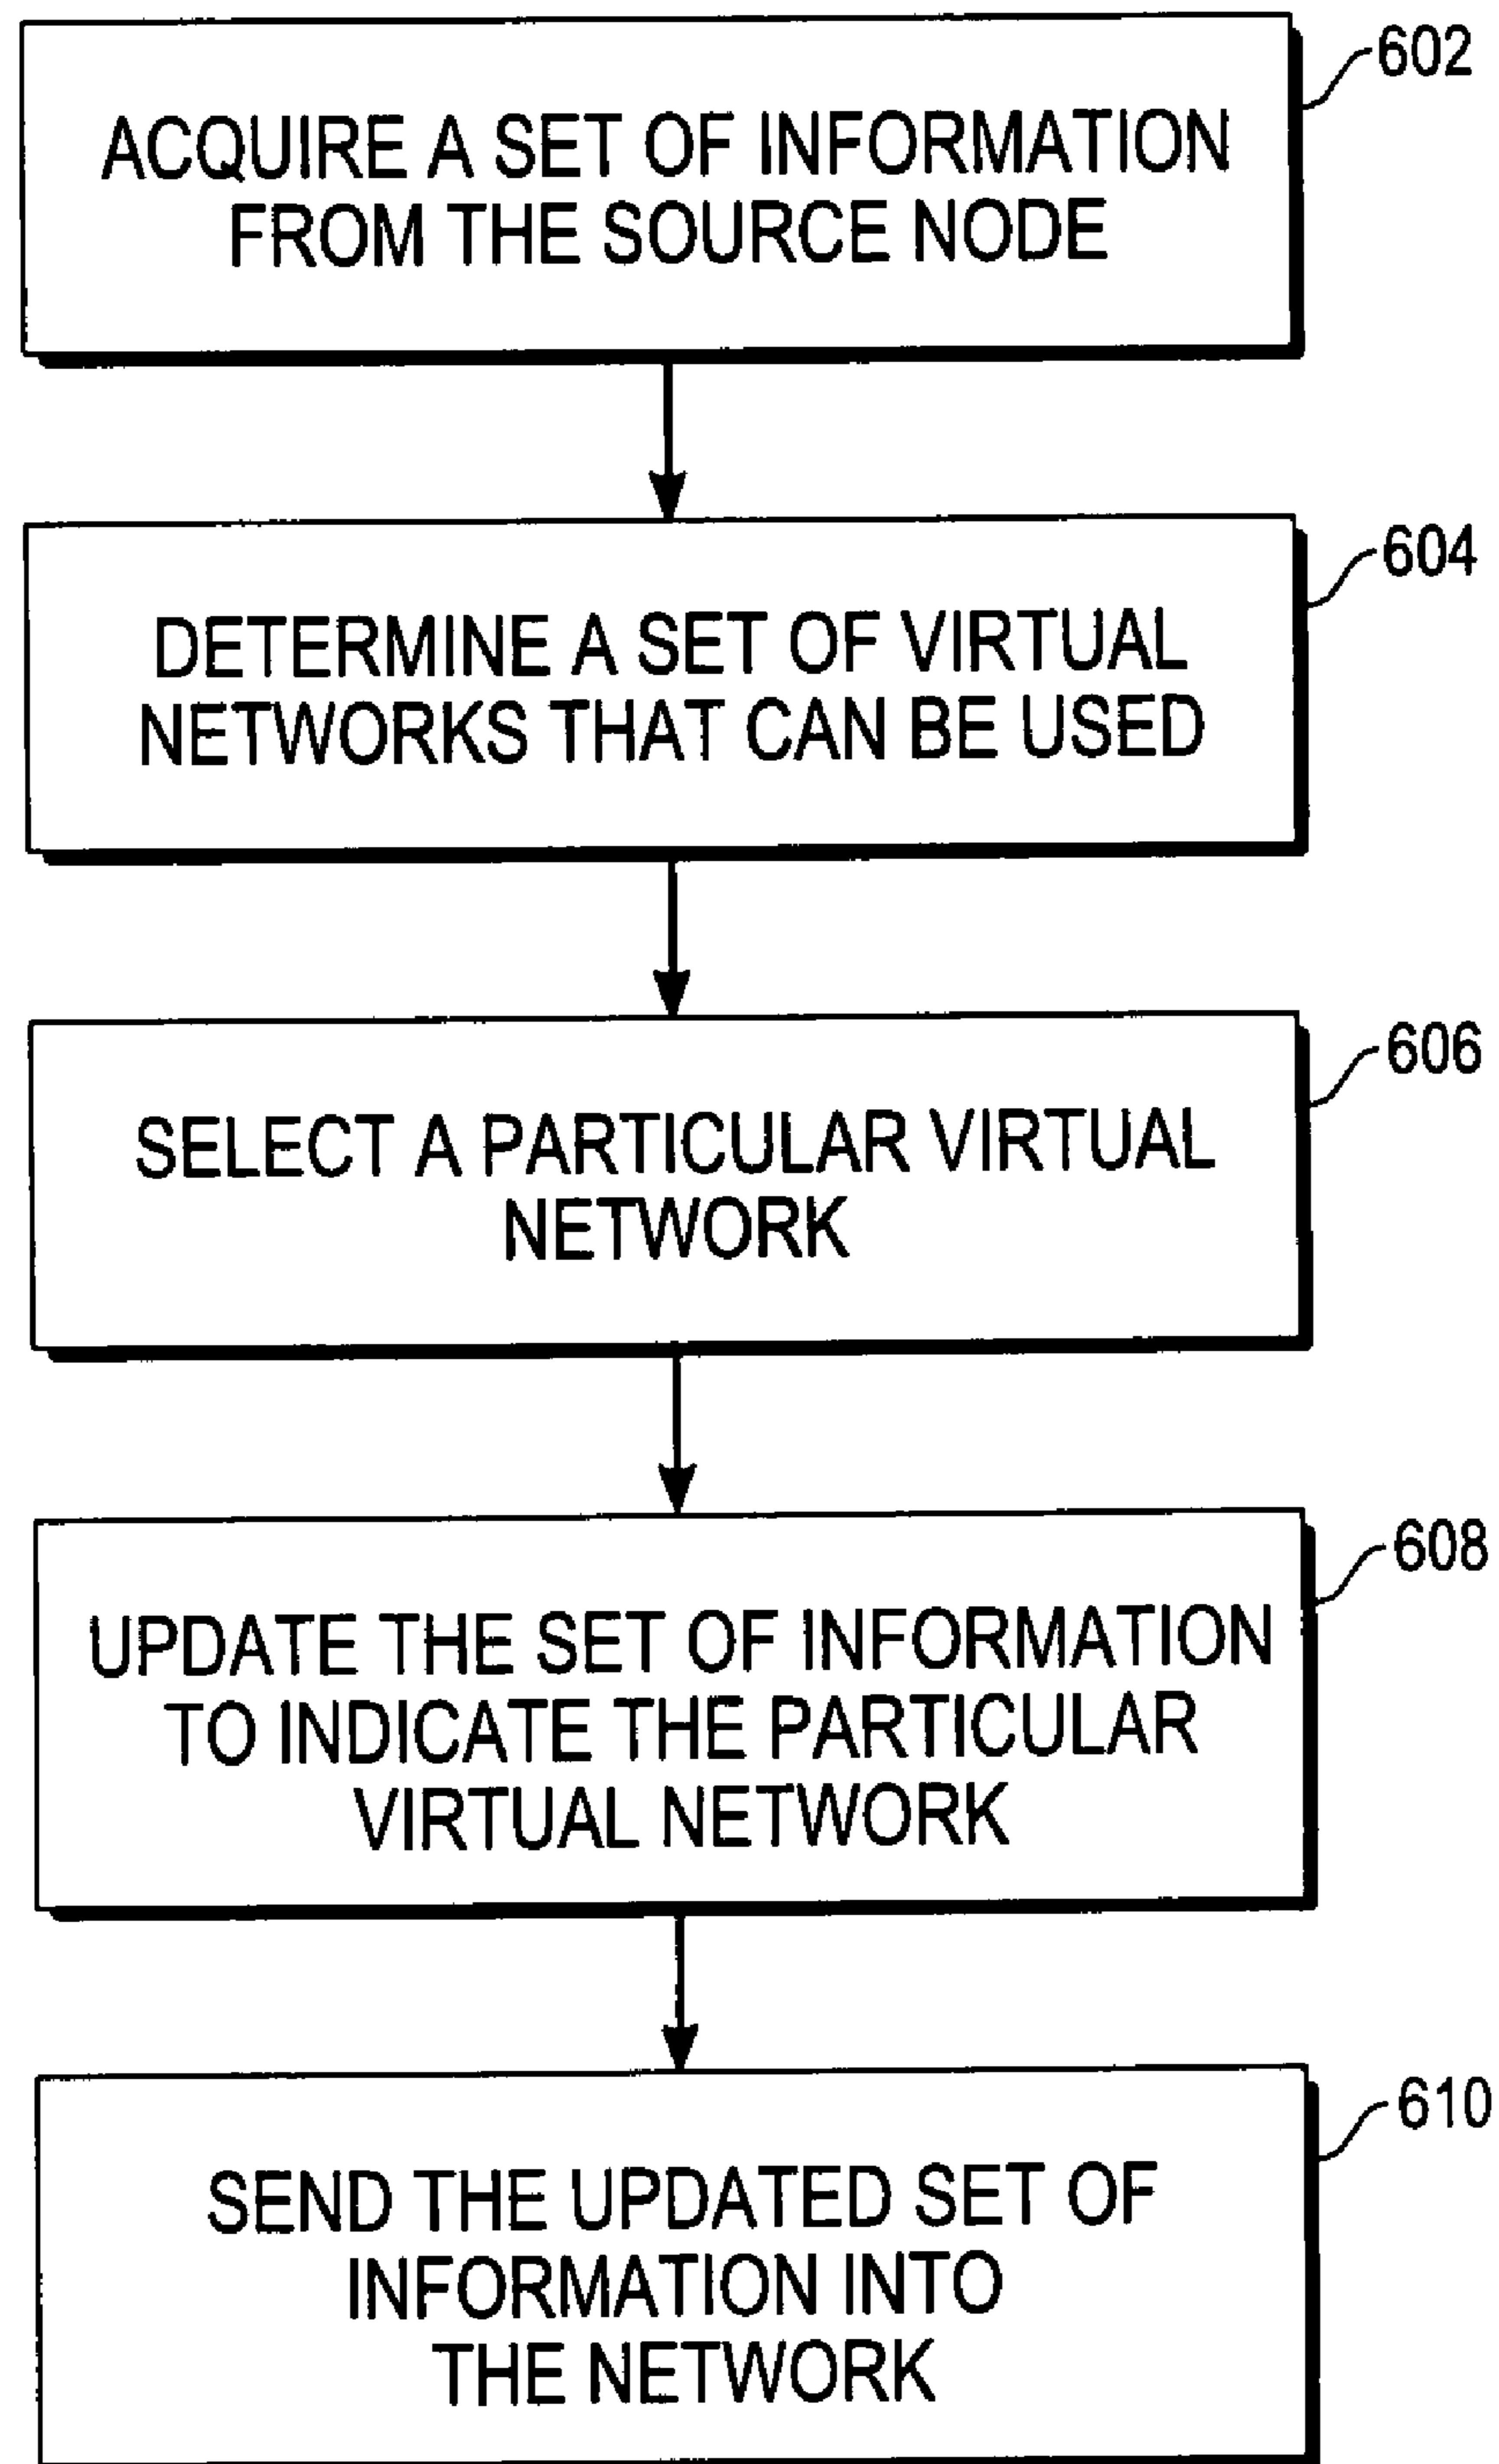 602
ACQUIRE A SET OF INFORMATION
FROM THE SOURCE NODE
604
DETERMINE A SET OF VIRTUAL
NETWORKS THAT CAN BE USED
606
SELECT A PARTICULAR VIRTUAL
NETWORK
608
UPDATE THE SET OF INFORMATION
TO INDICATE THE PARTICULAR
VIRTUAL NETWORK
610
SEND THE UPDATED SET OF
INFORMATION INTO
THE NETWORK